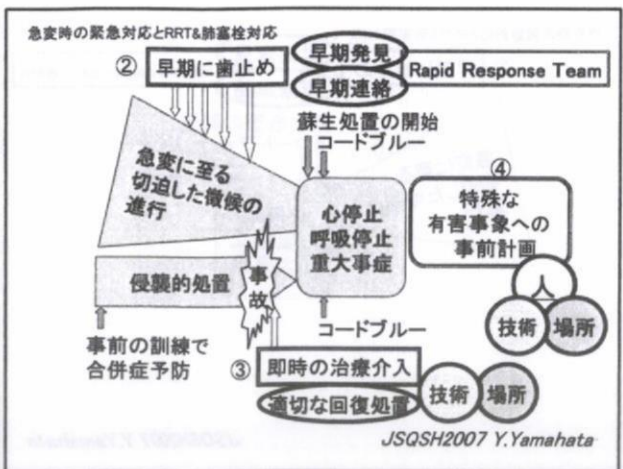 急変時の緊急対応とRRT&肺塞栓対応
② 早期に歯止め
早期発見
早期連絡
Rapid Response Team
蘇生処置の開始
コードブルー
急変に至る
切迫した徴候の
進行
心停止
呼吸停止
重大事症
④
特殊な
有害事象への
事前計画
人
技術 場所
侵襲的処置
事故
コードブルー
事前の訓練で
合併症予防
③ 即時の治療介入
適切な回復処置
技術 場所
JSQSH2007 Y.Yamahata